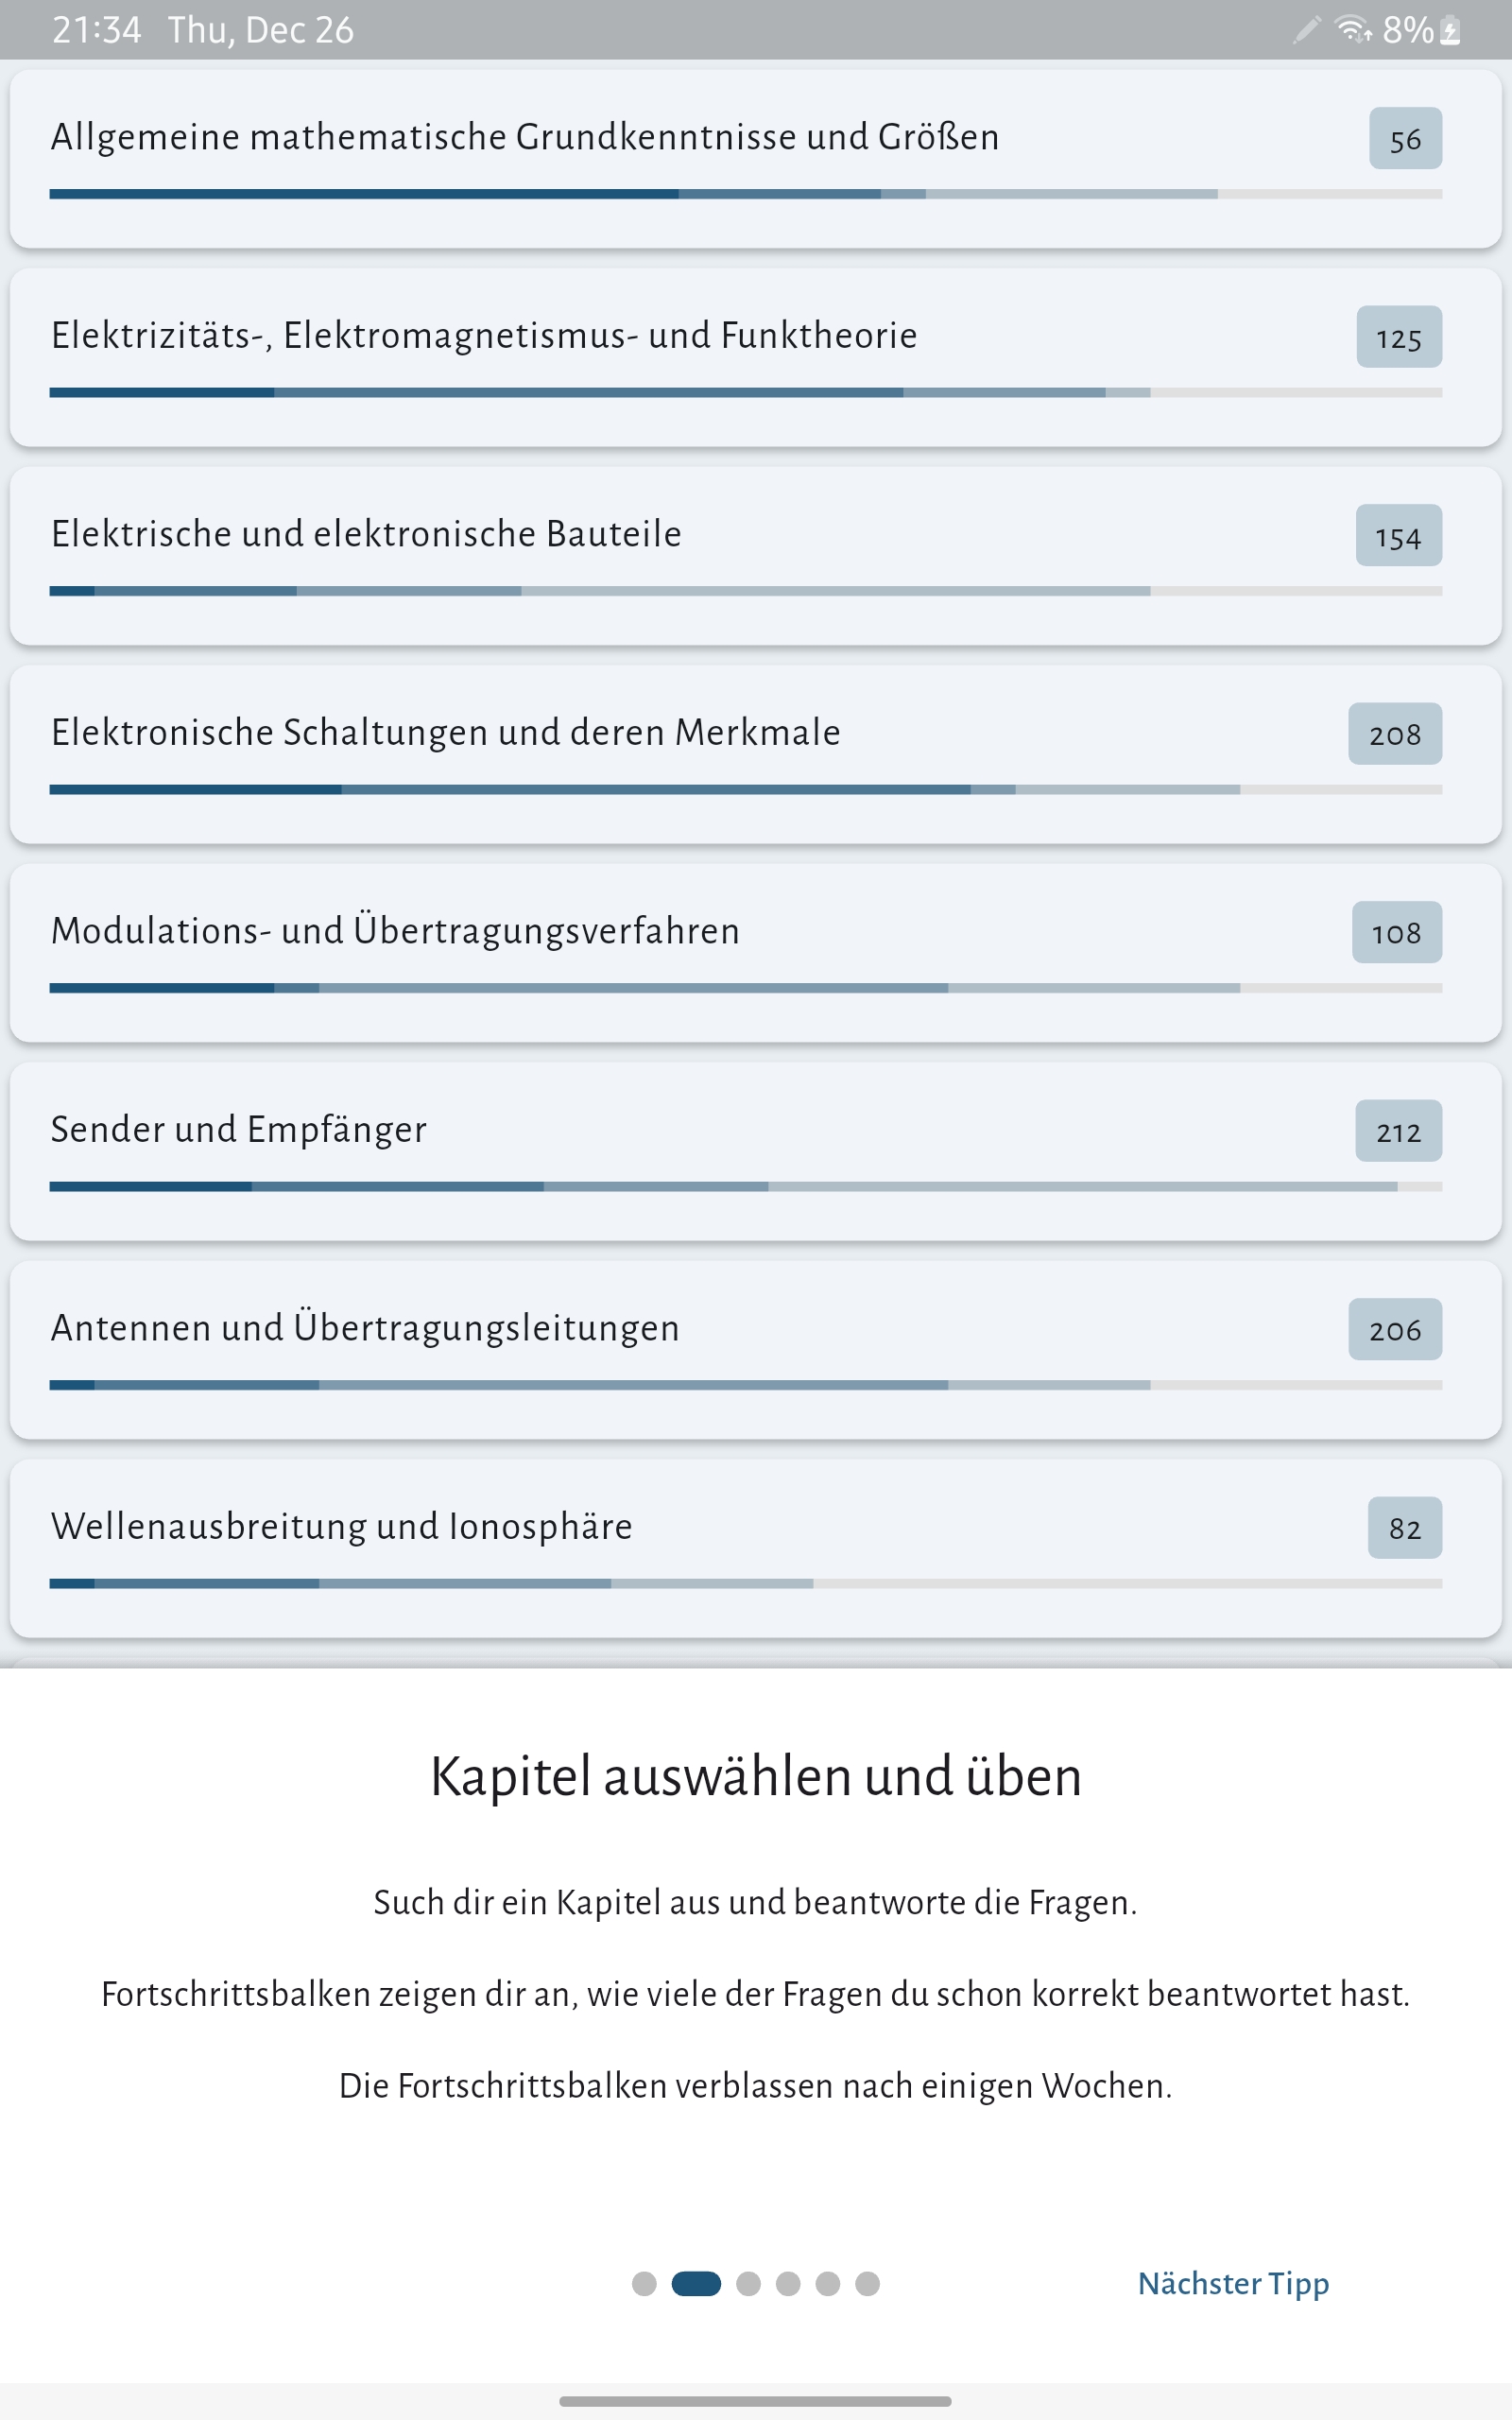 21:34 Thu, Dec 26 8%
Allgemeine mathematische Grundkenntnisse und Größen 56
Elektrizitäts-, Elektromagnetismus- und Funktheorie 125
Elektrische und elektronische Bauteile 154
Elektronische Schaltungen und deren Merkmale 208
Modulations- und Übertragungsverfahren 108
Sender und Empfänger 212
Antennen und Übertragungsleitungen 206
Wellenausbreitung und Ionosphäre 82
Kapitel auswählen und üben
Such dir ein Kapitel aus und beantworte die Fragen.
Fortschrittsbalken zeigen dir an, wie viele der Fragen du schon korrekt beantwortet hast.
Die Fortschrittsbalken verblassen nach einigen Wochen.
Nächster Tipp